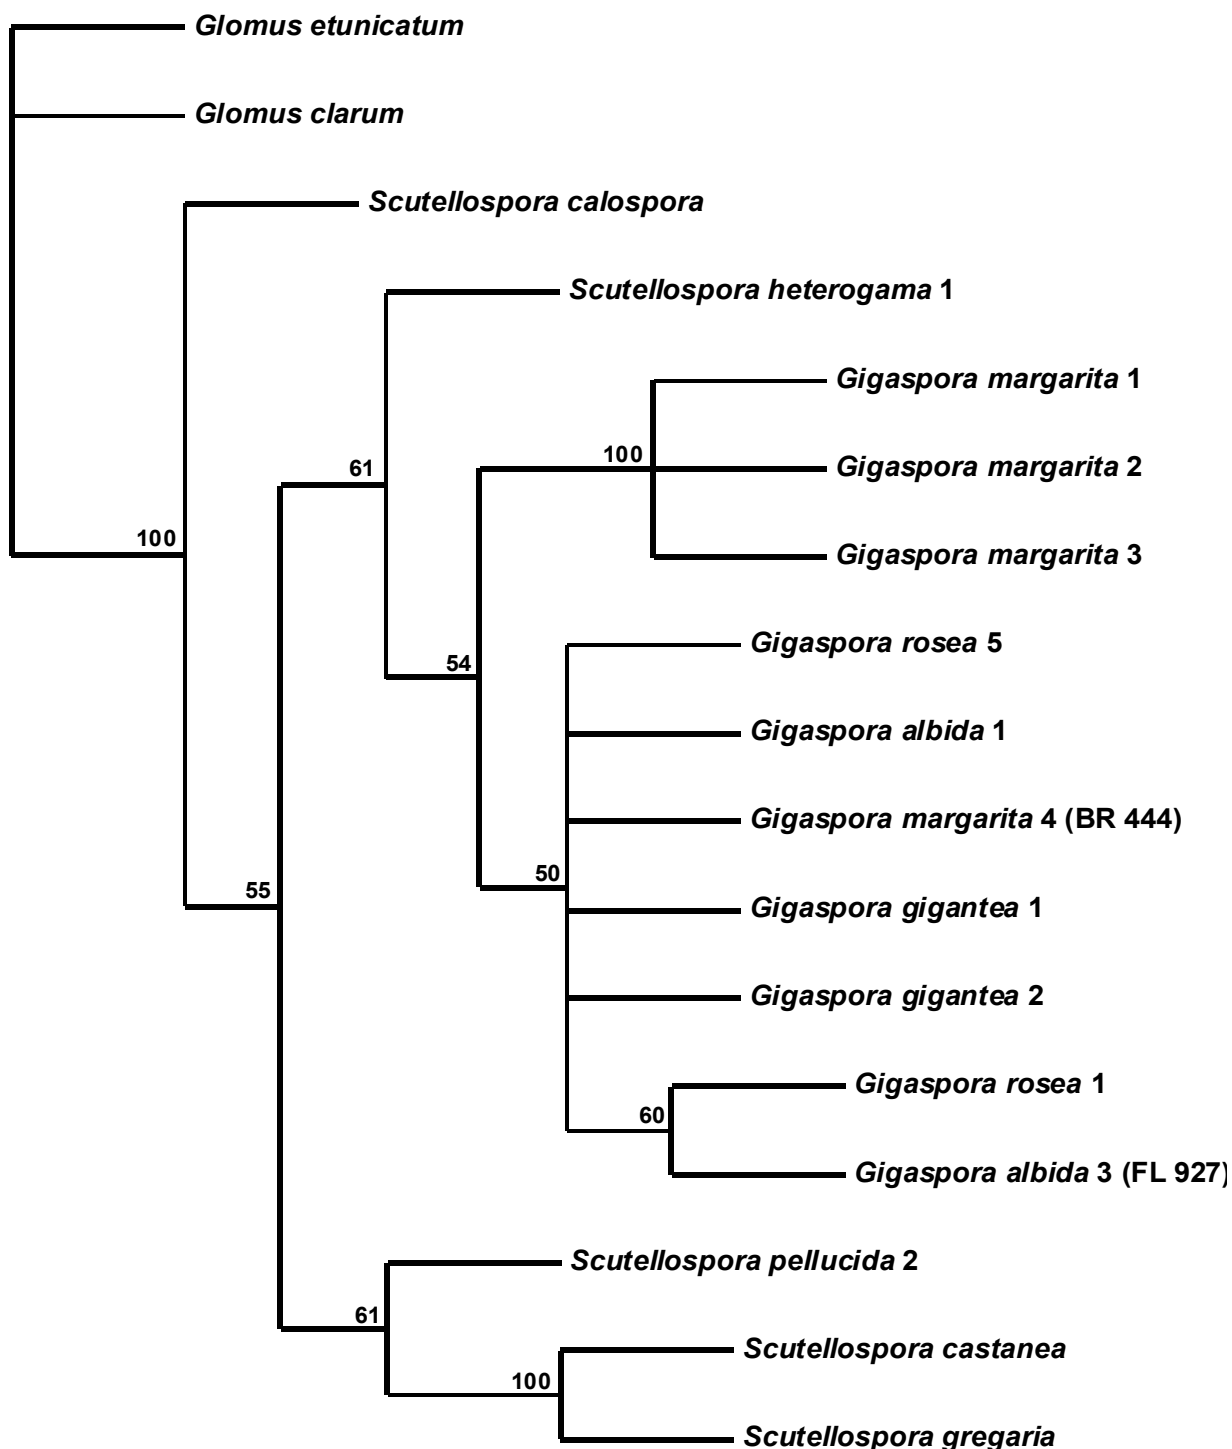 Glomus etunicatum
Glomus clarum
Scutellospora calospora
Scutellospora heterogama 1
Gigaspora margarita 1
100
Gigaspora margarita 2
61
100
Gigaspora margarita 3
Gigaspora rosea 5
54
Gigaspora albida 1
Gigaspora margarita 4 (BR 444)
50
55
Gigaspora gigantea 1
Gigaspora gigantea 2
Gigaspora rosea 1
60
Gigaspora albida 3 (FL 927)
Scutellospora pellucida 2
61
Scutellospora castanea
100
Scutellospora gregaria